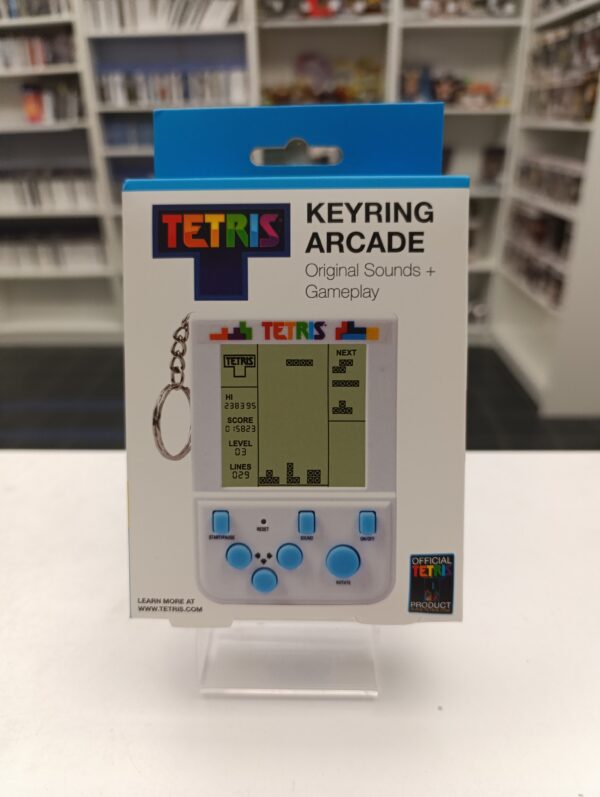 TETRIS
KEYRING
ARCADE
Original Sounds +
Gameplay
TETRIS
TETRIS
NEXT
HI
238395
SCORE
015823
LEVEL
03
LINES
029
START/PAUSE
RESET
SOUND
ON/OFF
ROTATE
OFFICIAL
TETRIS
PRODUCT
LEARN MORE AT
WWW.TETRIS.COM